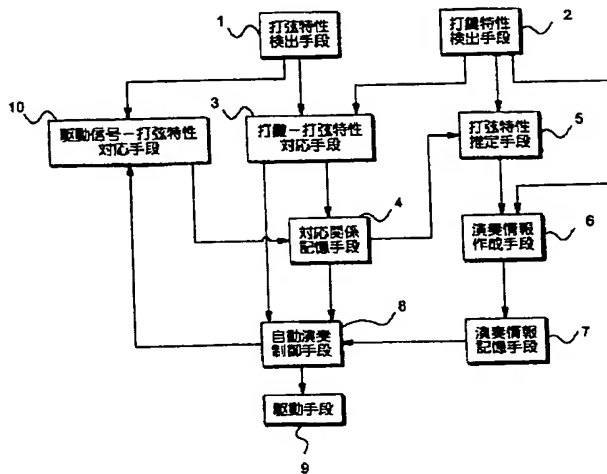 1
打弦特性
検出手段
打鍵特性
検出手段
2
10
駆動信号－打弦特性
対応手段
3
打鍵－打弦特性
対応手段
打弦特性
推定手段
5
4
対応関係
記憶手段
演奏情報
作成手段
6
8
自動演奏
制御手段
演奏情報
記憶手段
7
駆動手段
9